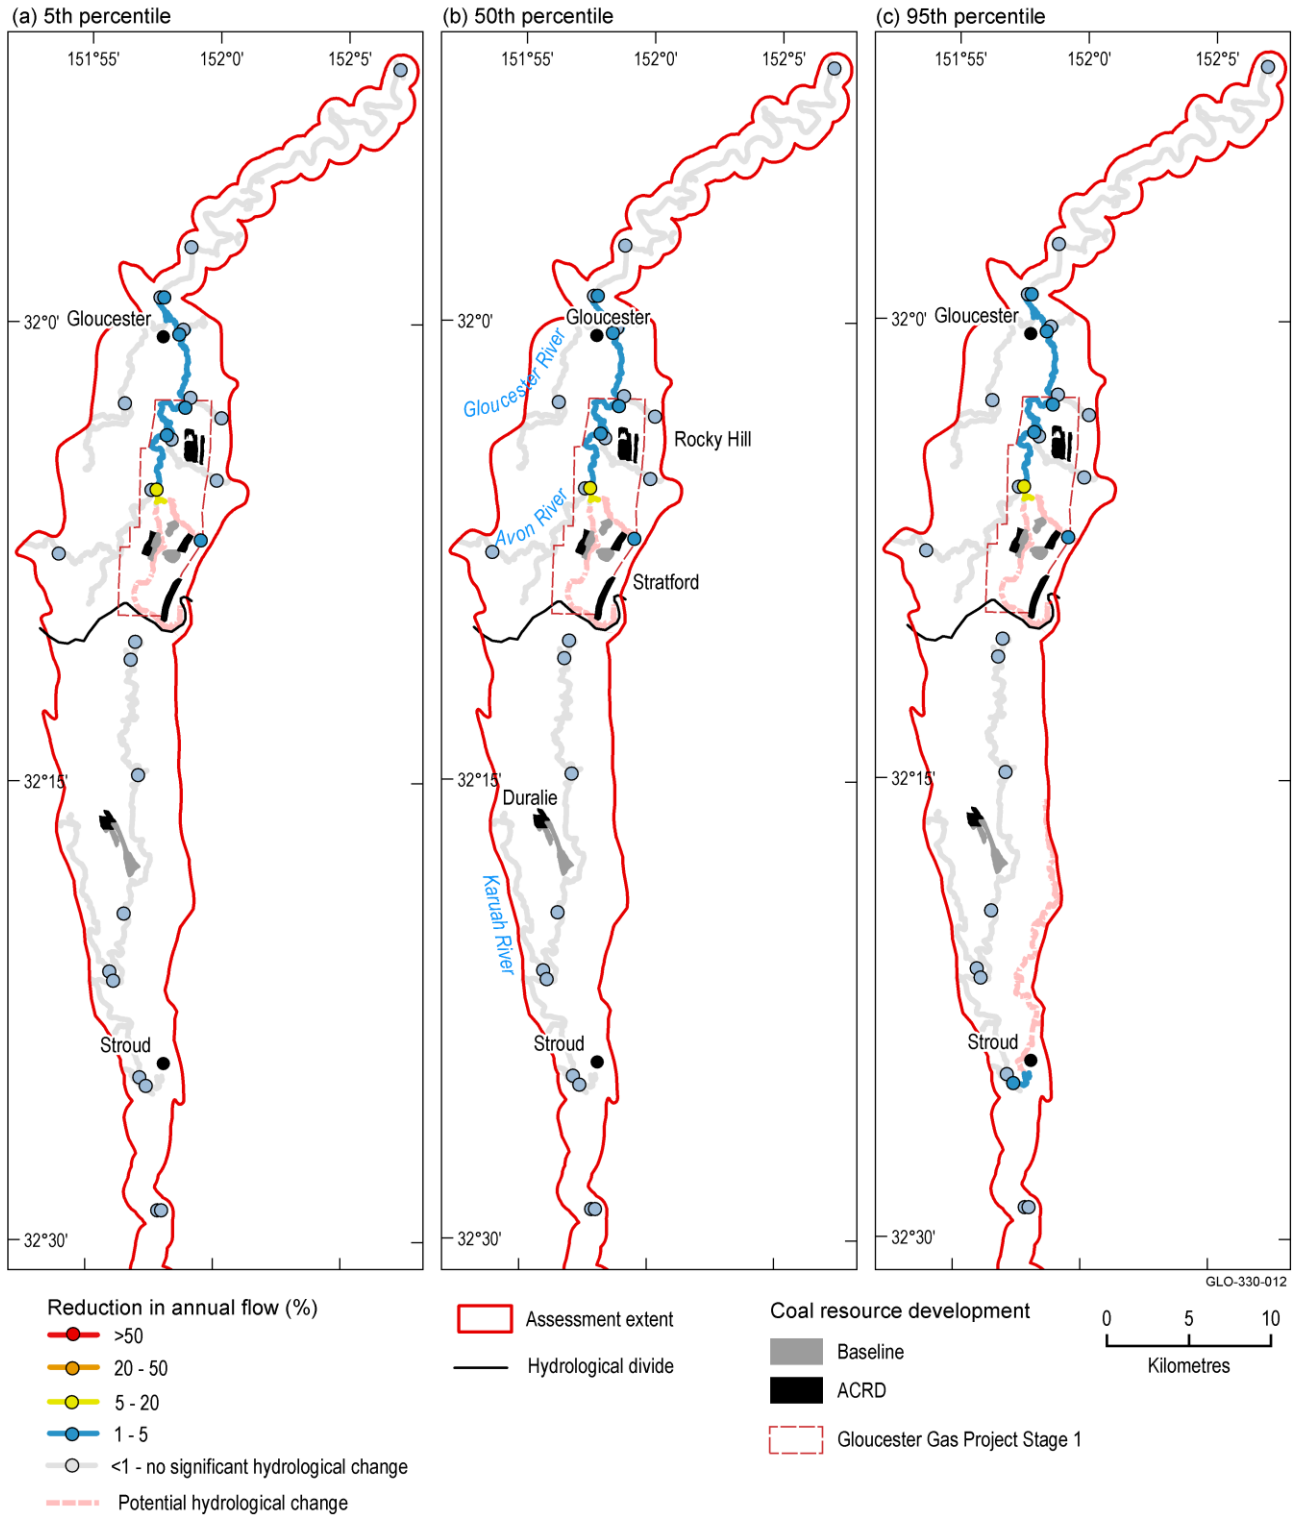 (a) 5th percentile
(b) 50th percentile
(c) 95th percentile
151°55'
152°0'
152°5'
151°55'
152°0'
152°5'
151°55'
152°0'
152°5'
Gloucester
32°0'
Gloucester
32°0'
Gloucester
32°0'
Gloucester River
Rocky Hill
Avon River
Stratford
32°15'
32°15'
32°15'
Duralie
Karuah River
Stroud
Stroud
Stroud
32°30'
32°30'
32°30'
GLO-330-012
Reduction in annual flow (%)
>50
20 - 50
5 - 20
1 - 5
<1 - no significant hydrological change
Potential hydrological change
Assessment extent
Hydrological divide
Coal resource development
Baseline
ACRD
Gloucester Gas Project Stage 1
0 5 10
Kilometres